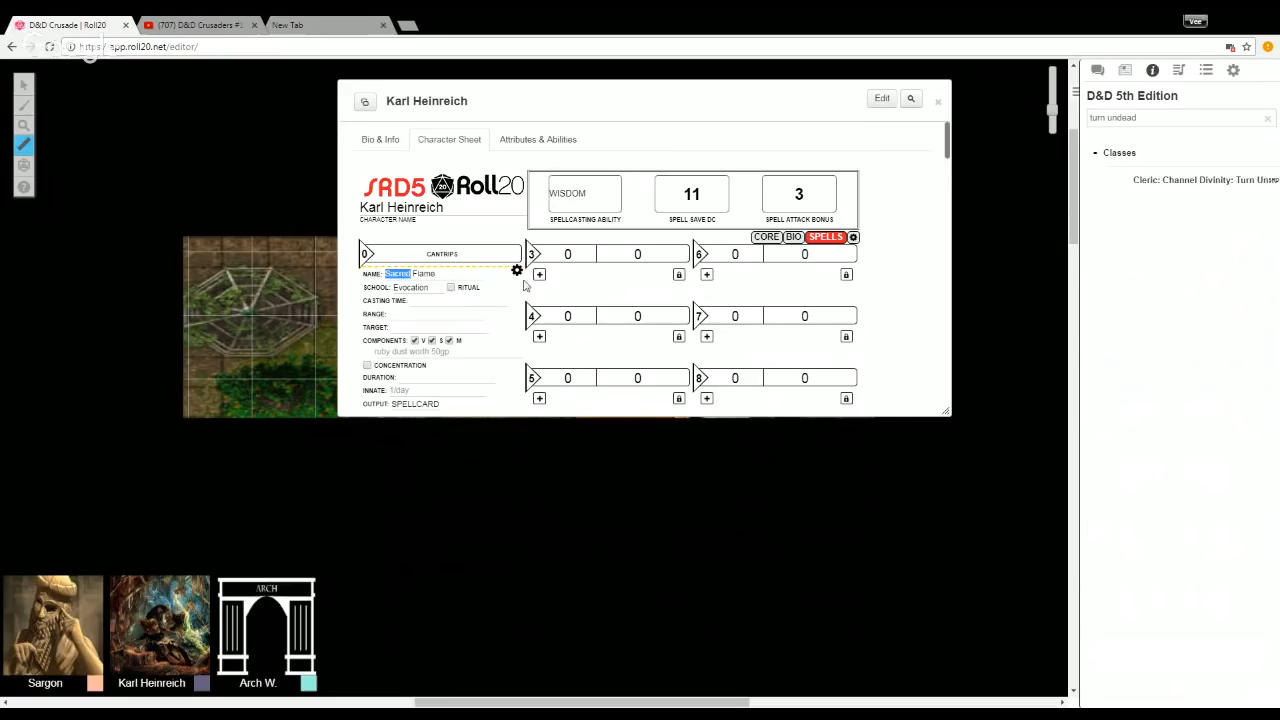 D&D Crusade | Roll20
(707) D&D Crusaders #
New Tab
Vee
app.roll20.net/editor/
Karl Heinreich
Edit
D&D 5th Edition
turn undead
Classes
Cleric: Channel Divinity: Turn Un
Bio & Info
Character Sheet
Attributes & Abilities
SRD5 Roll20
Karl Heinreich
CHARACTER NAME
WISDOM
11
3
SPELLCASTING ABILITY
SPELL SAVE DC
SPELL ATTACK BONUS
CORE
BIO
SPELLS
0 CANTRIPS
3 0 0
6 0 0
NAME: Sacred Flame
SCHOOL: Evocation RITUAL
CASTING TIME:
RANGE:
TARGET:
COMPONENTS: V S M
ruby dust worth 50gp
CONCENTRATION
DURATION:
INNATE: 1/day
OUTPUT: SPELLCARD
4 0 0
7 0 0
5 0 0
8 0 0
ARCH
Sargon
Karl Heinreich
Arch W.